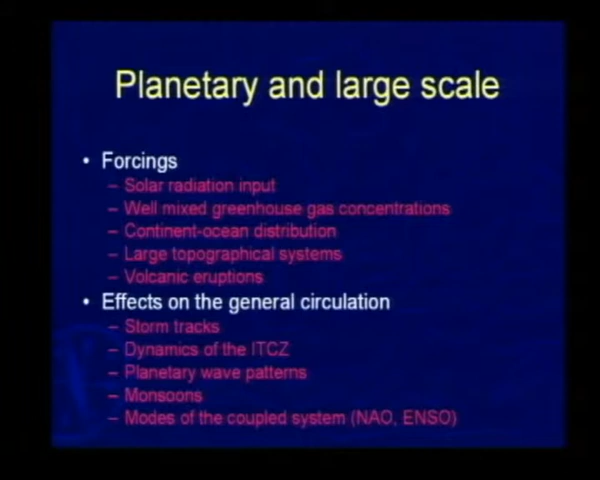 Planetary and large scale
• Forcings
– Solar radiation input
– Well mixed greenhouse gas concentrations
– Continent-ocean distribution
– Large topographical systems
– Volcanic eruptions
• Effects on the general circulation
– Storm tracks
– Dynamics of the ITCZ
– Planetary wave patterns
– Monsoons
– Modes of the coupled system (NAO, ENSO)